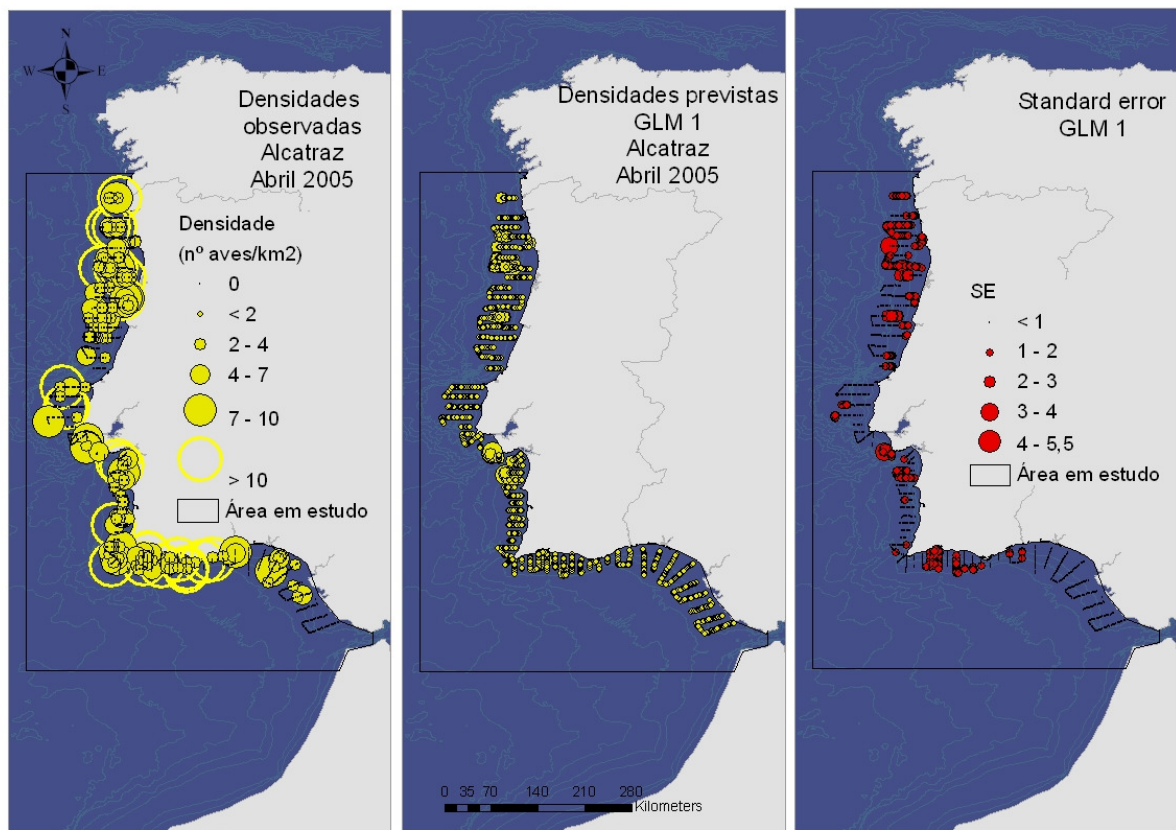 N
W E
S
Densidades
observadas
Alcatraz
Abril 2005
Densidade
(nº aves/km2)
0
< 2
2 - 4
4 - 7
7 - 10
> 10
Área em estudo
Densidades previstas
GLM 1
Alcatraz
Abril 2005
0 35 70 140 210 280
Kilometers
Standard error
GLM 1
SE
< 1
1 - 2
2 - 3
3 - 4
4 - 5,5
Área em estudo